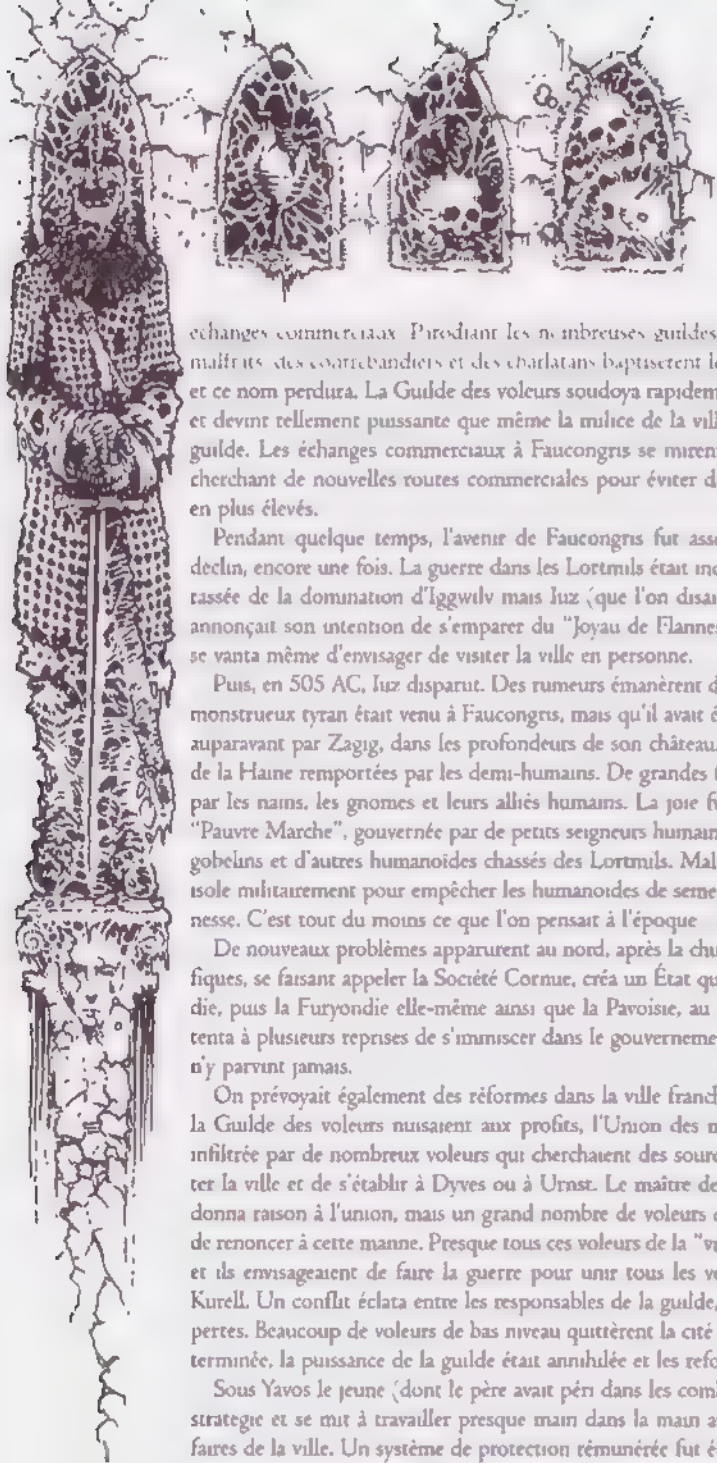 échanges commerciaux. Parodiant les nombreuses guildes
malfrats, des contrebandiers et des charlatans baptisèrent l
et ce nom perdura. La Guilde des voleurs soudoya rapidem
et devint tellement puissante que même la milice de la vill
guilde. Les échanges commerciaux à Faucongris se miren
cherchant de nouvelles routes commerciales pour éviter d
en plus élevés.
Pendant quelque temps, l'avenir de Faucongris fut ass
declin, encore une fois. La guerre dans les Lortmils était in
tassée de la domination d'Iggwilv mais Iuz (que l'on disai
annonçait son intention de s'emparer du "Joyau de Flannes
se vanta même d'envisager de visiter la ville en personne.
Puis, en 505 AC, Iuz disparut. Des rumeurs émanèrent d
monstrueux tyran était venu à Faucongris, mais qu'il avait é
auparavant par Zagig, dans les profondeurs de son château.
de la Haine remportées par les demi-humains. De grandes f
par les nains, les gnomes et leurs alliés humains. La joie f
"Pauvre Marche", gouvernée par de petits seigneurs humain
gobelins et d'autres humanoïdes chassés des Lortmils. Mal
isole militairement pour empêcher les humanoïdes de seme
nesse. C'est tout du moins ce que l'on pensait à l'époque
De nouveaux problèmes apparurent au nord, après la chu
fiques, se faisant appeler la Société Cornue, créa un État qu
die, puis la Furyondie elle-même ainsi que la Pavoisie, au
tenta à plusieurs reprises de s'immiscer dans le gouverneme
n'y parvint jamais.
On prévoyait également des réformes dans la ville franch
la Guilde des voleurs nuisaient aux profits, l'Union des m
infiltrée par de nombreux voleurs qui cherchaient des sourc
ter la ville et de s'établir à Dyves ou à Urnst. Le maître de
donna raison à l'union, mais un grand nombre de voleurs
de renoncer à cette manne. Presque tous ces voleurs de la "v
et ils envisageaient de faire la guerre pour unir tous les v
Kurell. Un conflit éclata entre les responsables de la guilde,
pertes. Beaucoup de voleurs de bas niveau quittèrent la cité
terminée, la puissance de la guilde était annihilée et les refo
Sous Yavos le jeune (dont le père avait péri dans les com
strategie et se mit à travailler presque main dans la main a
faires de la ville. Un système de protection rémunérée fut é